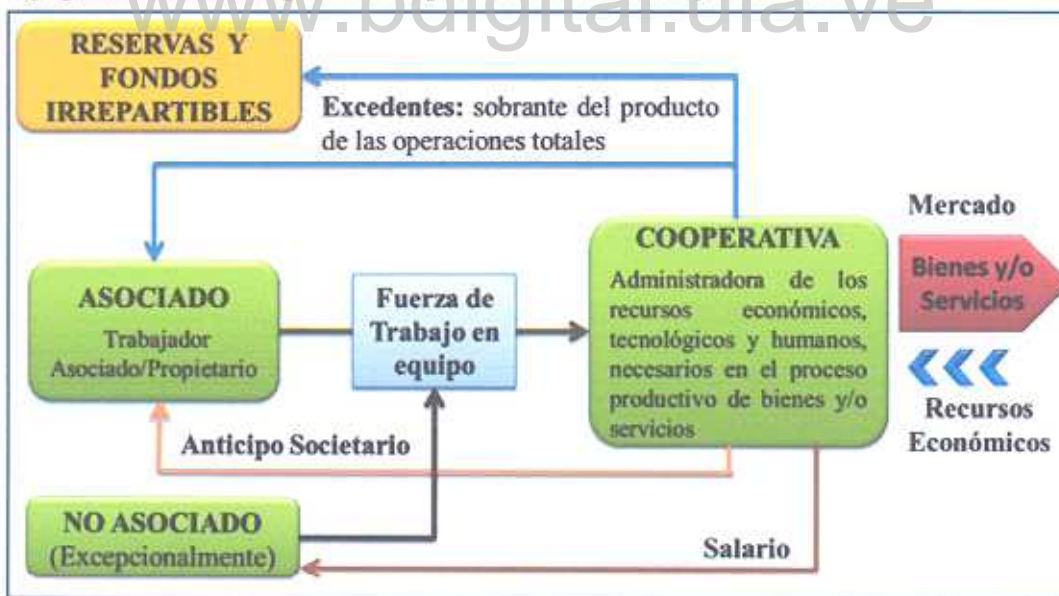 www.bdigital.ula.ve
RESERVAS Y
FONDOS
IRREPARTIBLES
Excedentes: sobrante del producto
de las operaciones totales
Mercado
COOPERATIVA
Administradora de los
recursos económicos,
tecnológicos y humanos,
necesarios en el proceso
productivo de bienes y/o
servicios
Bienes y/o
Servicios
ASOCIADO
Trabajador
Asociado/Propietario
Fuerza de
Trabajo en
equipo
Recursos
Económicos
Anticipo Societario
NO ASOCIADO
(Excepcionalmente)
Salario